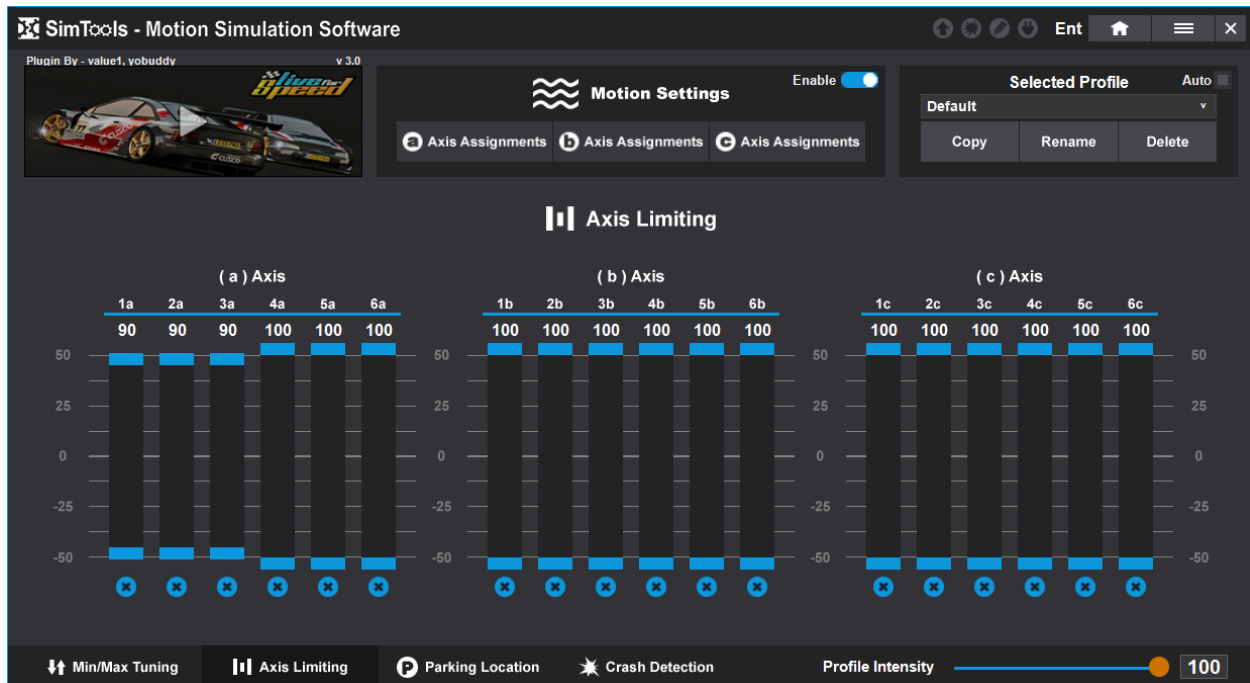 SimTools - Motion Simulation Software
Ent
Plugin By - value1, yobuddy v 3.0
live for Speed
CUSCO
Motion Settings
Enable
a Axis Assignments b Axis Assignments c Axis Assignments
Selected Profile Auto
Default v
Copy Rename Delete
Axis Limiting
( a ) Axis ( b ) Axis ( c ) Axis
1a 2a 3a 4a 5a 6a 1b 2b 3b 4b 5b 6b 1c 2c 3c 4c 5c 6c
90 90 90 100 100 100 100 100 100 100 100 100 100 100 100 100 100 100
50 50 50 50
25 25 25 25
0 0 0 0
-25 -25 -25 -25
-50 -50 -50 -50
Min/Max Tuning Axis Limiting P Parking Location Crash Detection Profile Intensity 100